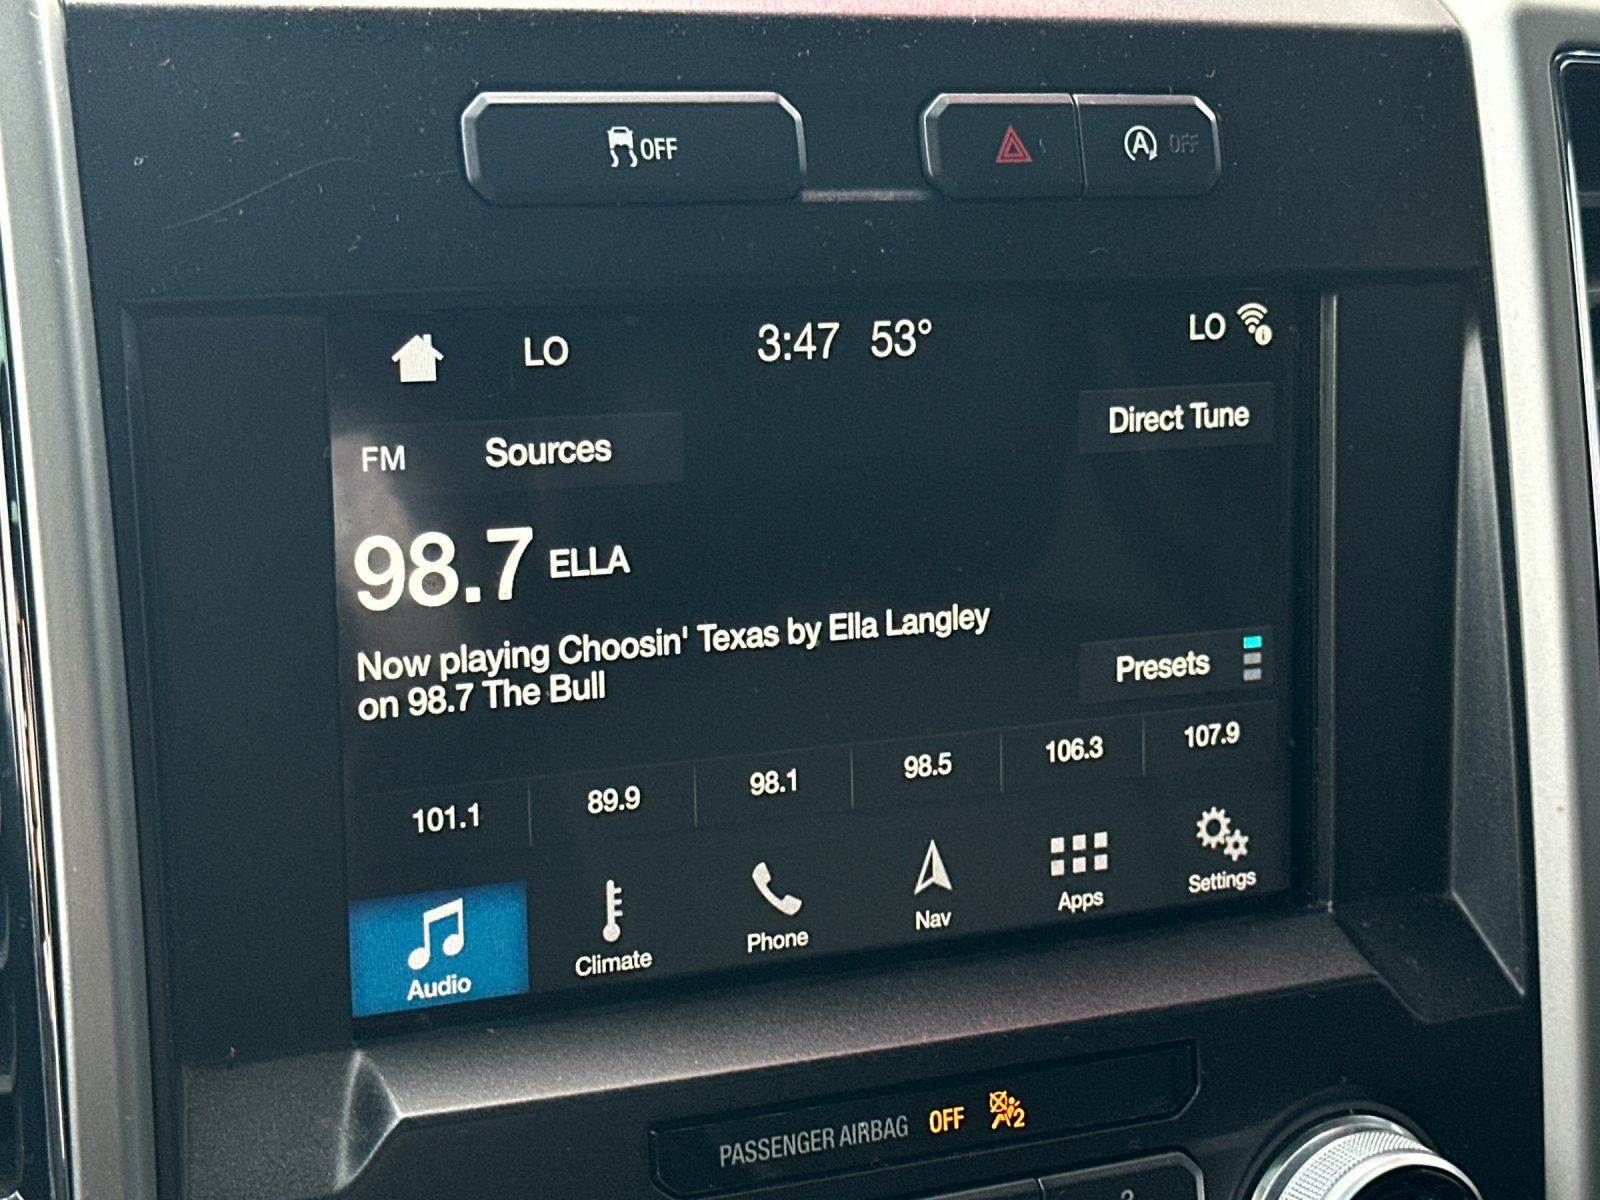 OFF
A OFF
LO 3:47 53° LO
FM Sources Direct Tune
98.7 ELLA
Now playing Choosin' Texas by Ella Langley
on 98.7 The Bull
Presets
101.1 89.9 98.1 98.5 106.3 107.9
Audio Climate Phone Nav Apps Settings
PASSENGER AIRBAG OFF 2